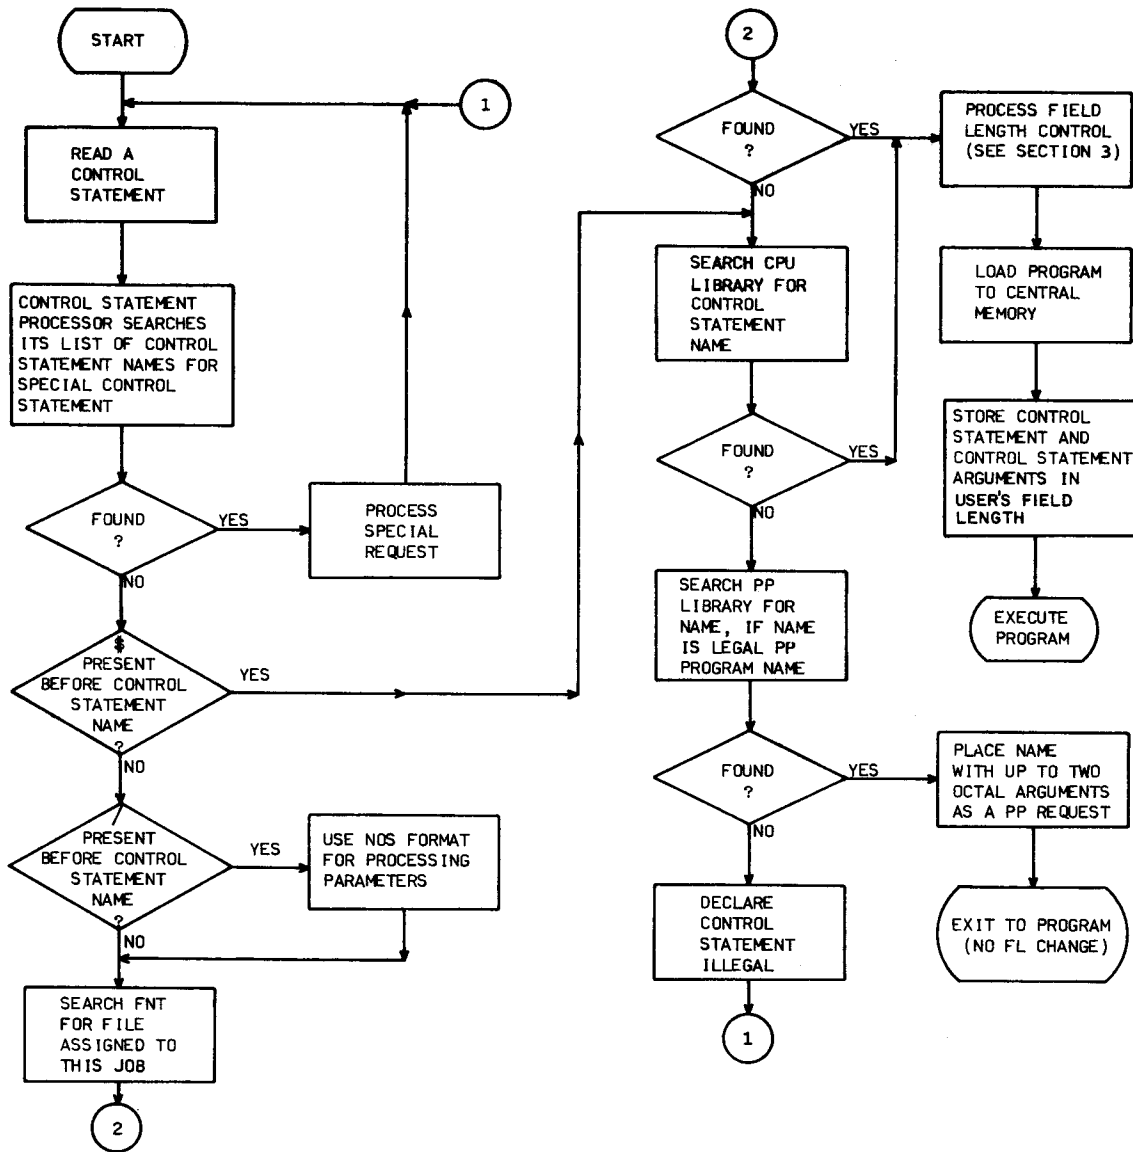 START
1
READ A
CONTROL
STATEMENT
CONTROL STATEMENT
PROCESSOR SEARCHES
ITS LIST OF CONTROL
STATEMENT NAMES FOR
SPECIAL CONTROL
STATEMENT
FOUND
?
YES
PROCESS
SPECIAL
REQUEST
NO
$
PRESENT
BEFORE CONTROL
STATEMENT
NAME
?
YES
NO
/
PRESENT
BEFORE CONTROL
STATEMENT
NAME
?
YES
USE NOS FORMAT
FOR PROCESSING
PARAMETERS
NO
SEARCH FNT
FOR FILE
ASSIGNED TO
THIS JOB
2
2
FOUND
?
YES
PROCESS FIELD
LENGTH CONTROL
(SEE SECTION 3)
NO
SEARCH CPU
LIBRARY FOR
CONTROL
STATEMENT
NAME
LOAD PROGRAM
TO CENTRAL
MEMORY
FOUND
?
YES
STORE CONTROL
STATEMENT AND
CONTROL STATEMENT
ARGUMENTS IN
USER'S FIELD
LENGTH
NO
SEARCH PP
LIBRARY FOR
NAME, IF NAME
IS LEGAL PP
PROGRAM NAME
EXECUTE
PROGRAM
FOUND
?
YES
PLACE NAME
WITH UP TO TWO
OCTAL ARGUMENTS
AS A PP REQUEST
NO
DECLARE
CONTROL
STATEMENT
ILLEGAL
EXIT TO PROGRAM
(NO FL CHANGE)
1